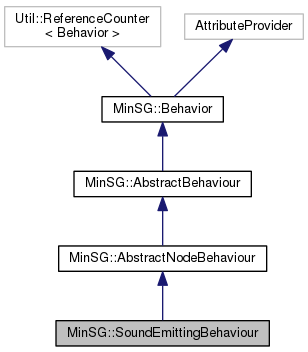 Util::ReferenceCounter
< Behavior >
AttributeProvider
MinSG::Behavior
MinSG::AbstractBehaviour
MinSG::AbstractNodeBehaviour
MinSG::SoundEmittingBehaviour